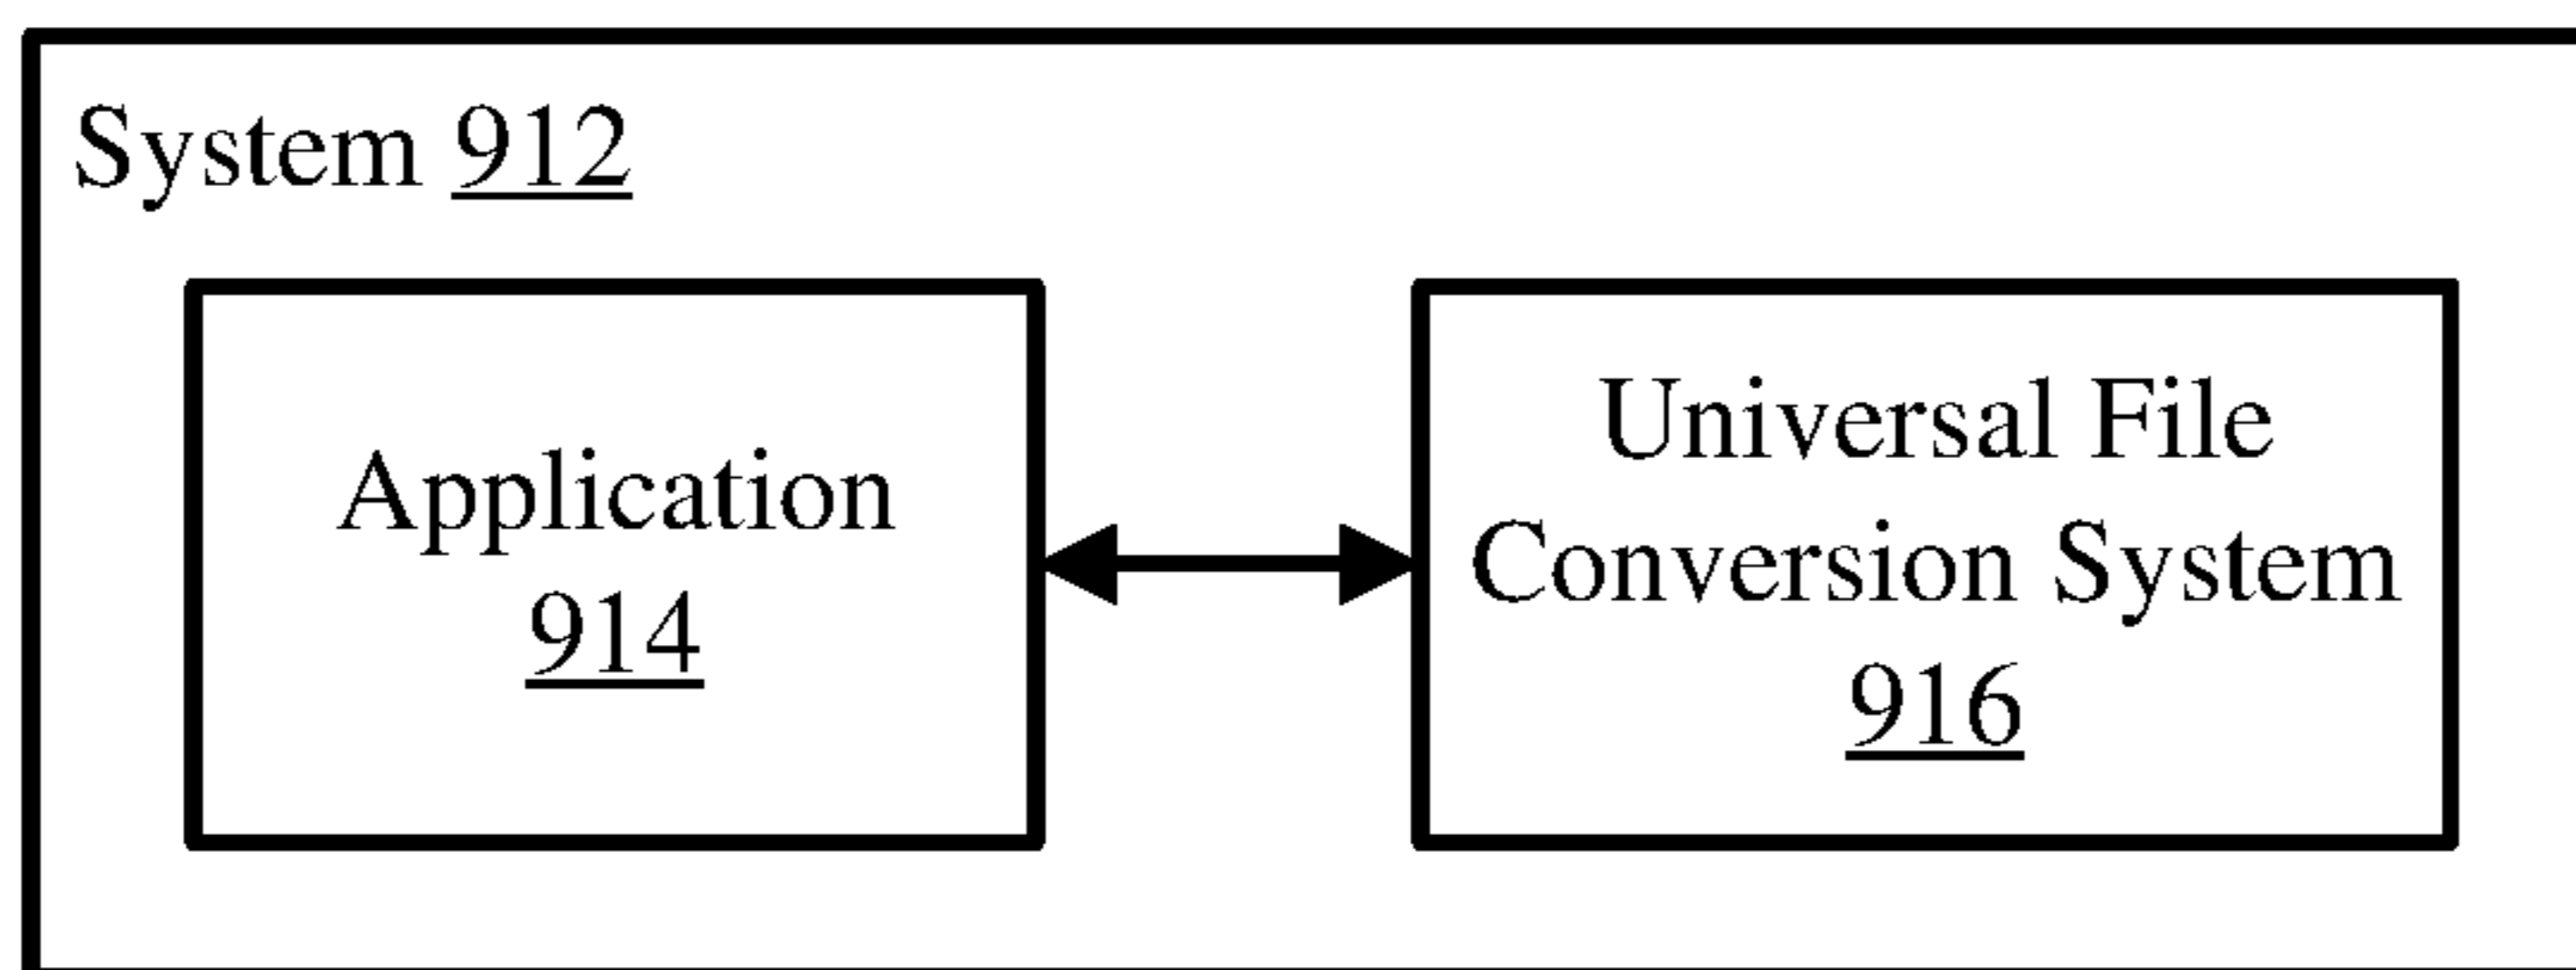 System 912
Application
914
Universal File
Conversion System
916